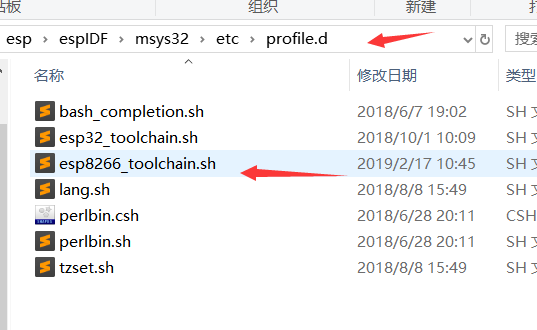 贴板 组织 新建
esp › espIDF › msys32 › etc › profile.d 搜索
名称 修改日期 类型
bash_completion.sh 2018/6/7 19:02 SH 文
esp32_toolchain.sh 2018/10/1 10:09 SH 文
esp8266_toolchain.sh 2019/2/17 10:45 SH 文
lang.sh 2018/8/8 15:49 SH 文
perlbin.csh 2018/6/28 20:11 CSH
perlbin.sh 2018/6/28 20:11 SH 文
tzset.sh 2018/8/8 15:49 SH 文